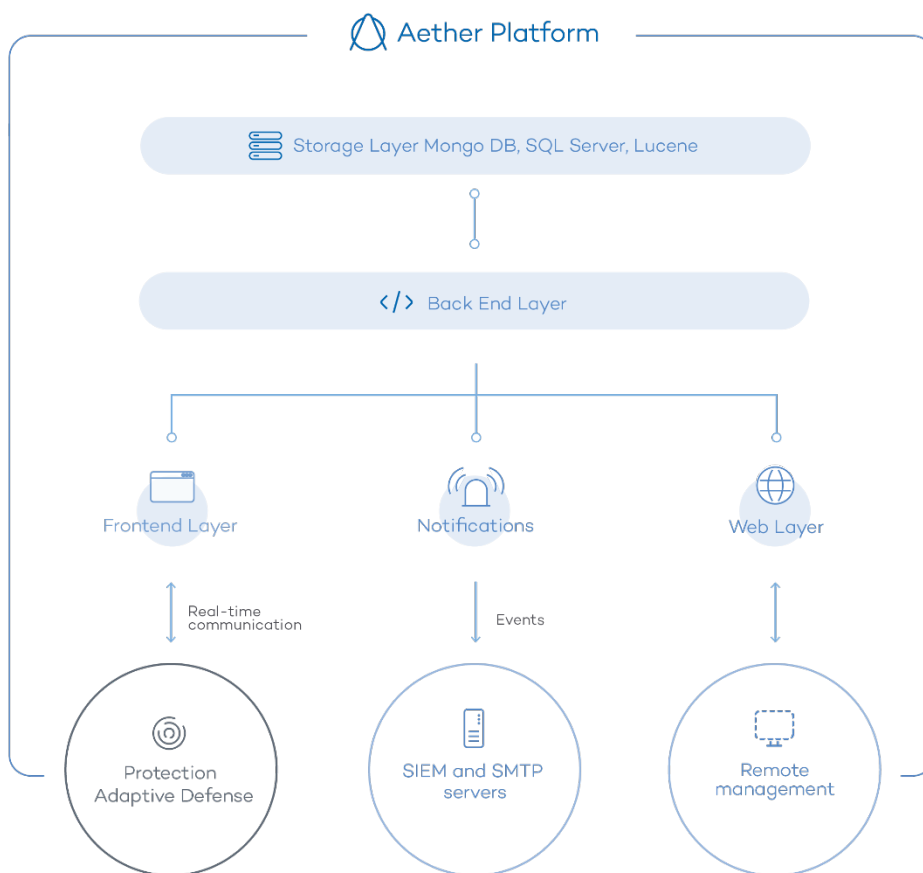 Aether Platform
Storage Layer Mongo DB, SQL Server, Lucene
</> Back End Layer
Frontend Layer
Notifications
Web Layer
Real-time
communication
Events
Protection
Adaptive Defense
SIEM and SMTP
servers
Remote
management